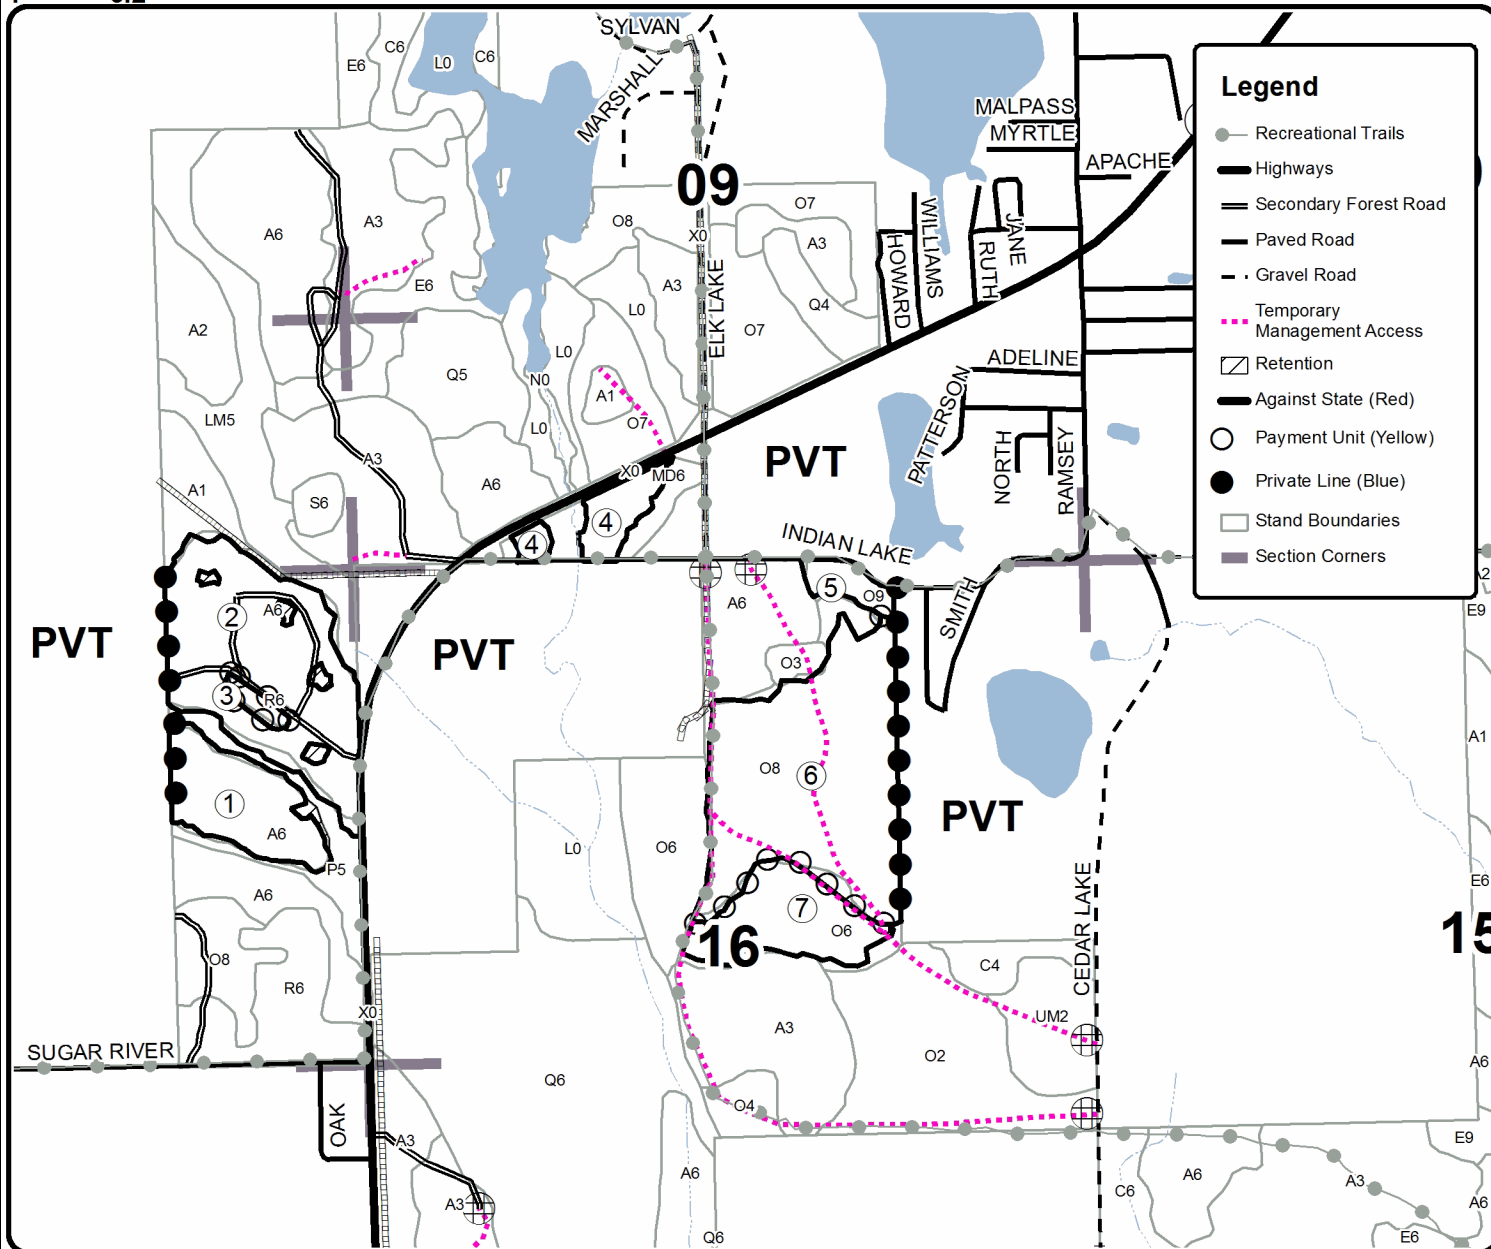 SYLVAN
C6
E6
L0
C6
MARSHALL
MALPASS
MYRTLE
APACHE
09
O7
A3
A6
O8
X0
A3
WILLIAMS
HOWARD
JANE
RUTH
E6
A3
L0
Q4
ELK LAKE
O7
A2
L0
ADELINE
Q5
N0
A1
PATTERSON
LM5
L0
O7
NORTH
RAMSEY
A3
PVT
X0
MD6
A6
A1
S6
4
4
INDIAN LAKE
SMITH
5
O9
A6
2
A6
PVT
PVT
O3
3
R6
O8
6
1
A6
PVT
L0
O6
P5
CEDAR LAKE
A6
7
O6
16
15
O8
C4
R6
X0
UM2
A3
O2
SUGAR RIVER
Q6
O4
OAK
A3
A3
A6
Q6
C6
A6
A3
E9
A6
E6
A2
E9
A1
E6
A6
Legend
Recreational Trails
Highways
Secondary Forest Road
Paved Road
Gravel Road
Temporary
Management Access
Retention
Against State (Red)
Payment Unit (Yellow)
Private Line (Blue)
Stand Boundaries
Section Corners